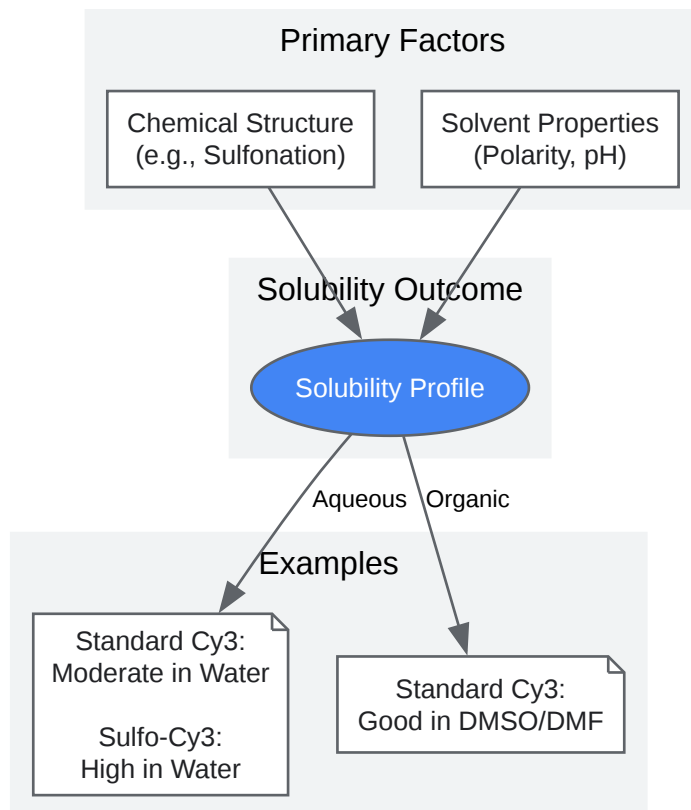 Primary Factors
Chemical Structure
(e.g., Sulfonation)
Solvent Properties
(Polarity, pH)
Solubility Outcome
Solubility Profile
Aqueous
Organic
Examples
Standard Cy3:
Moderate in Water
Sulfo-Cy3:
High in Water
Standard Cy3:
Good in DMSO/DMF